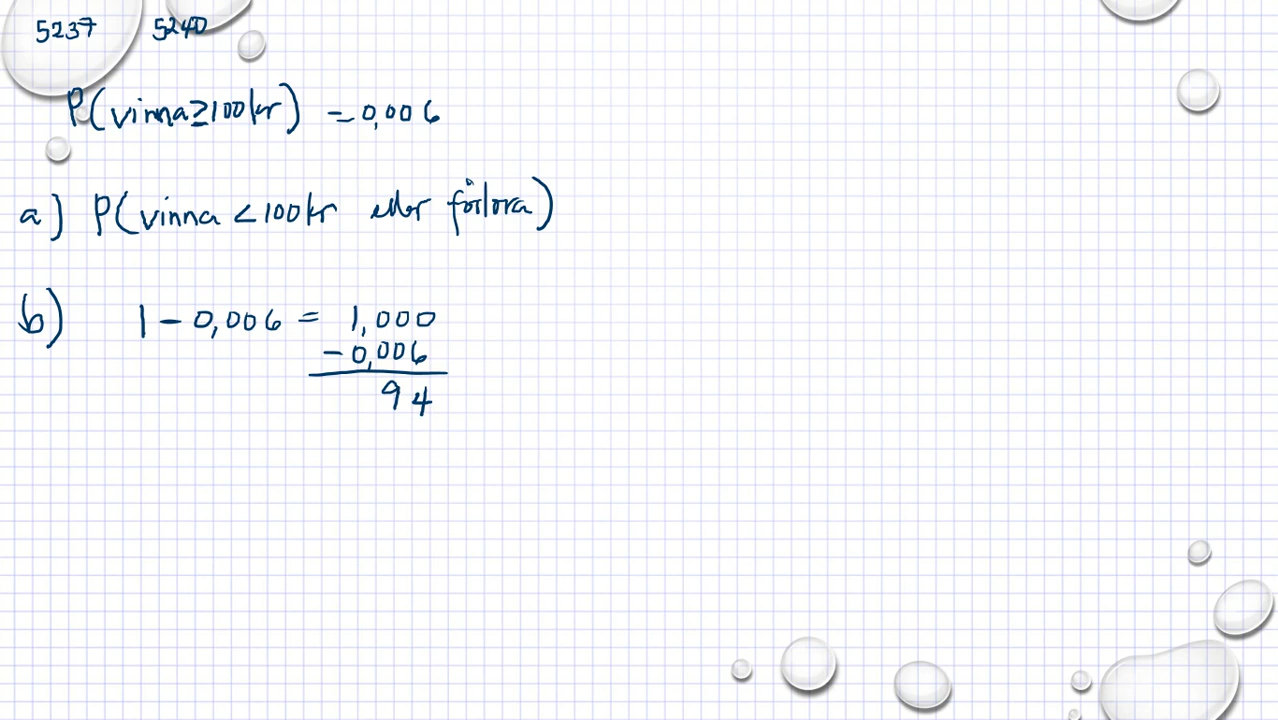 5237 5240
P(vinna≥100kr) = 0,006
a) P(vinna < 100kr eller förlora)
b) 1 - 0,006 = 1,000
- 0,006
94